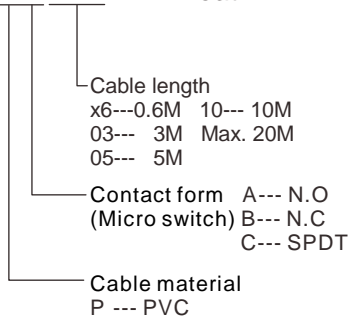 Cable length
x6---0.6M 10--- 10M
03--- 3M Max. 20M
05--- 5M
Contact form A--- N.O
(Micro switch) B--- N.C
C--- SPDT
Cable material
P --- PVC